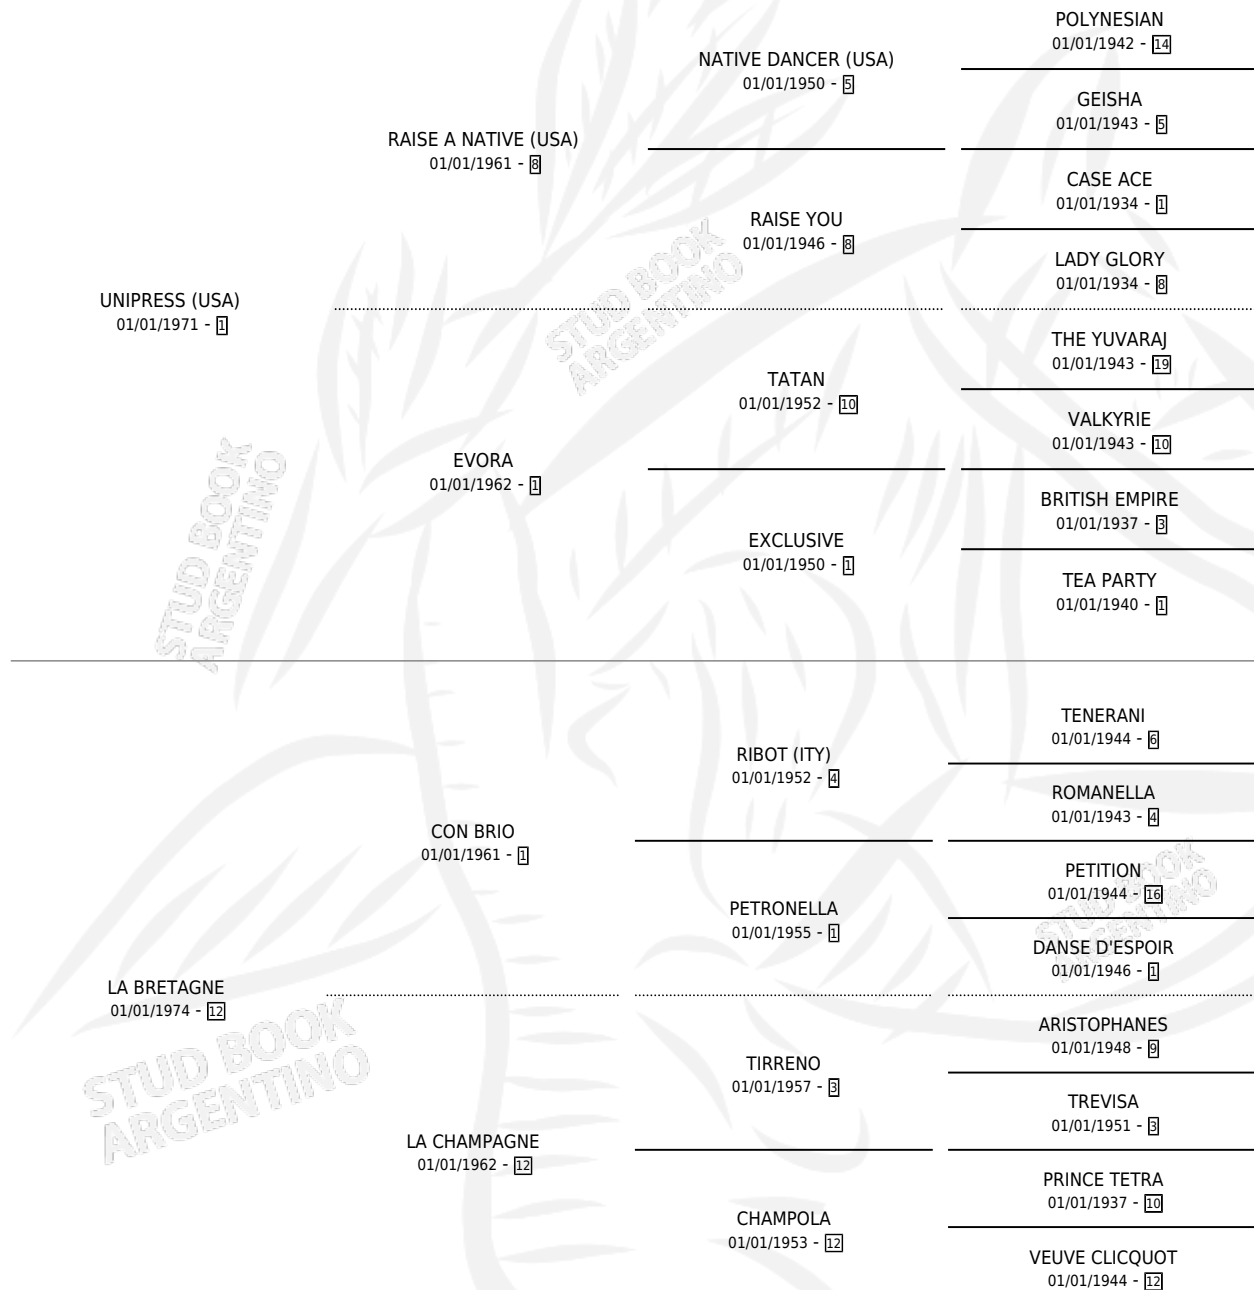 POLYNESIAN
01/01/1942 - 14
NATIVE DANCER (USA)
01/01/1950 - 5
GEISHA
01/01/1943 - 5
RAISE A NATIVE (USA)
01/01/1961 - 8
CASE ACE
01/01/1934 - 1
RAISE YOU
01/01/1946 - 8
LADY GLORY
01/01/1934 - 8
UNIPRESS (USA)
01/01/1971 - 1
STUD BOOK
ARGENTINO
THE YUVARAJ
01/01/1943 - 19
TATAN
01/01/1952 - 10
VALKYRIE
01/01/1943 - 10
EVORA
01/01/1962 - 1
BRITISH EMPIRE
01/01/1937 - 3
EXCLUSIVE
01/01/1950 - 1
TEA PARTY
01/01/1940 - 1
STUD BOOK
ARGENTINO
TENERANI
01/01/1944 - 6
RIBOT (ITY)
01/01/1952 - 4
ROMANELLA
01/01/1943 - 4
CON BRIO
01/01/1961 - 1
PETITION
01/01/1944 - 16
PETRONELLA
01/01/1955 - 1
STUD BOOK
ARGENTINO
DANSE D'ESPOIR
01/01/1946 - 1
LA BRETAGNE
01/01/1974 - 12
ARISTOPHANES
01/01/1948 - 9
TIRRENO
01/01/1957 - 3
STUD BOOK
ARGENTINO
TREVISA
01/01/1951 - 3
LA CHAMPAGNE
01/01/1962 - 12
PRINCE TETRA
01/01/1937 - 10
CHAMPOLA
01/01/1953 - 12
VEUVE CLICQUOT
01/01/1944 - 12